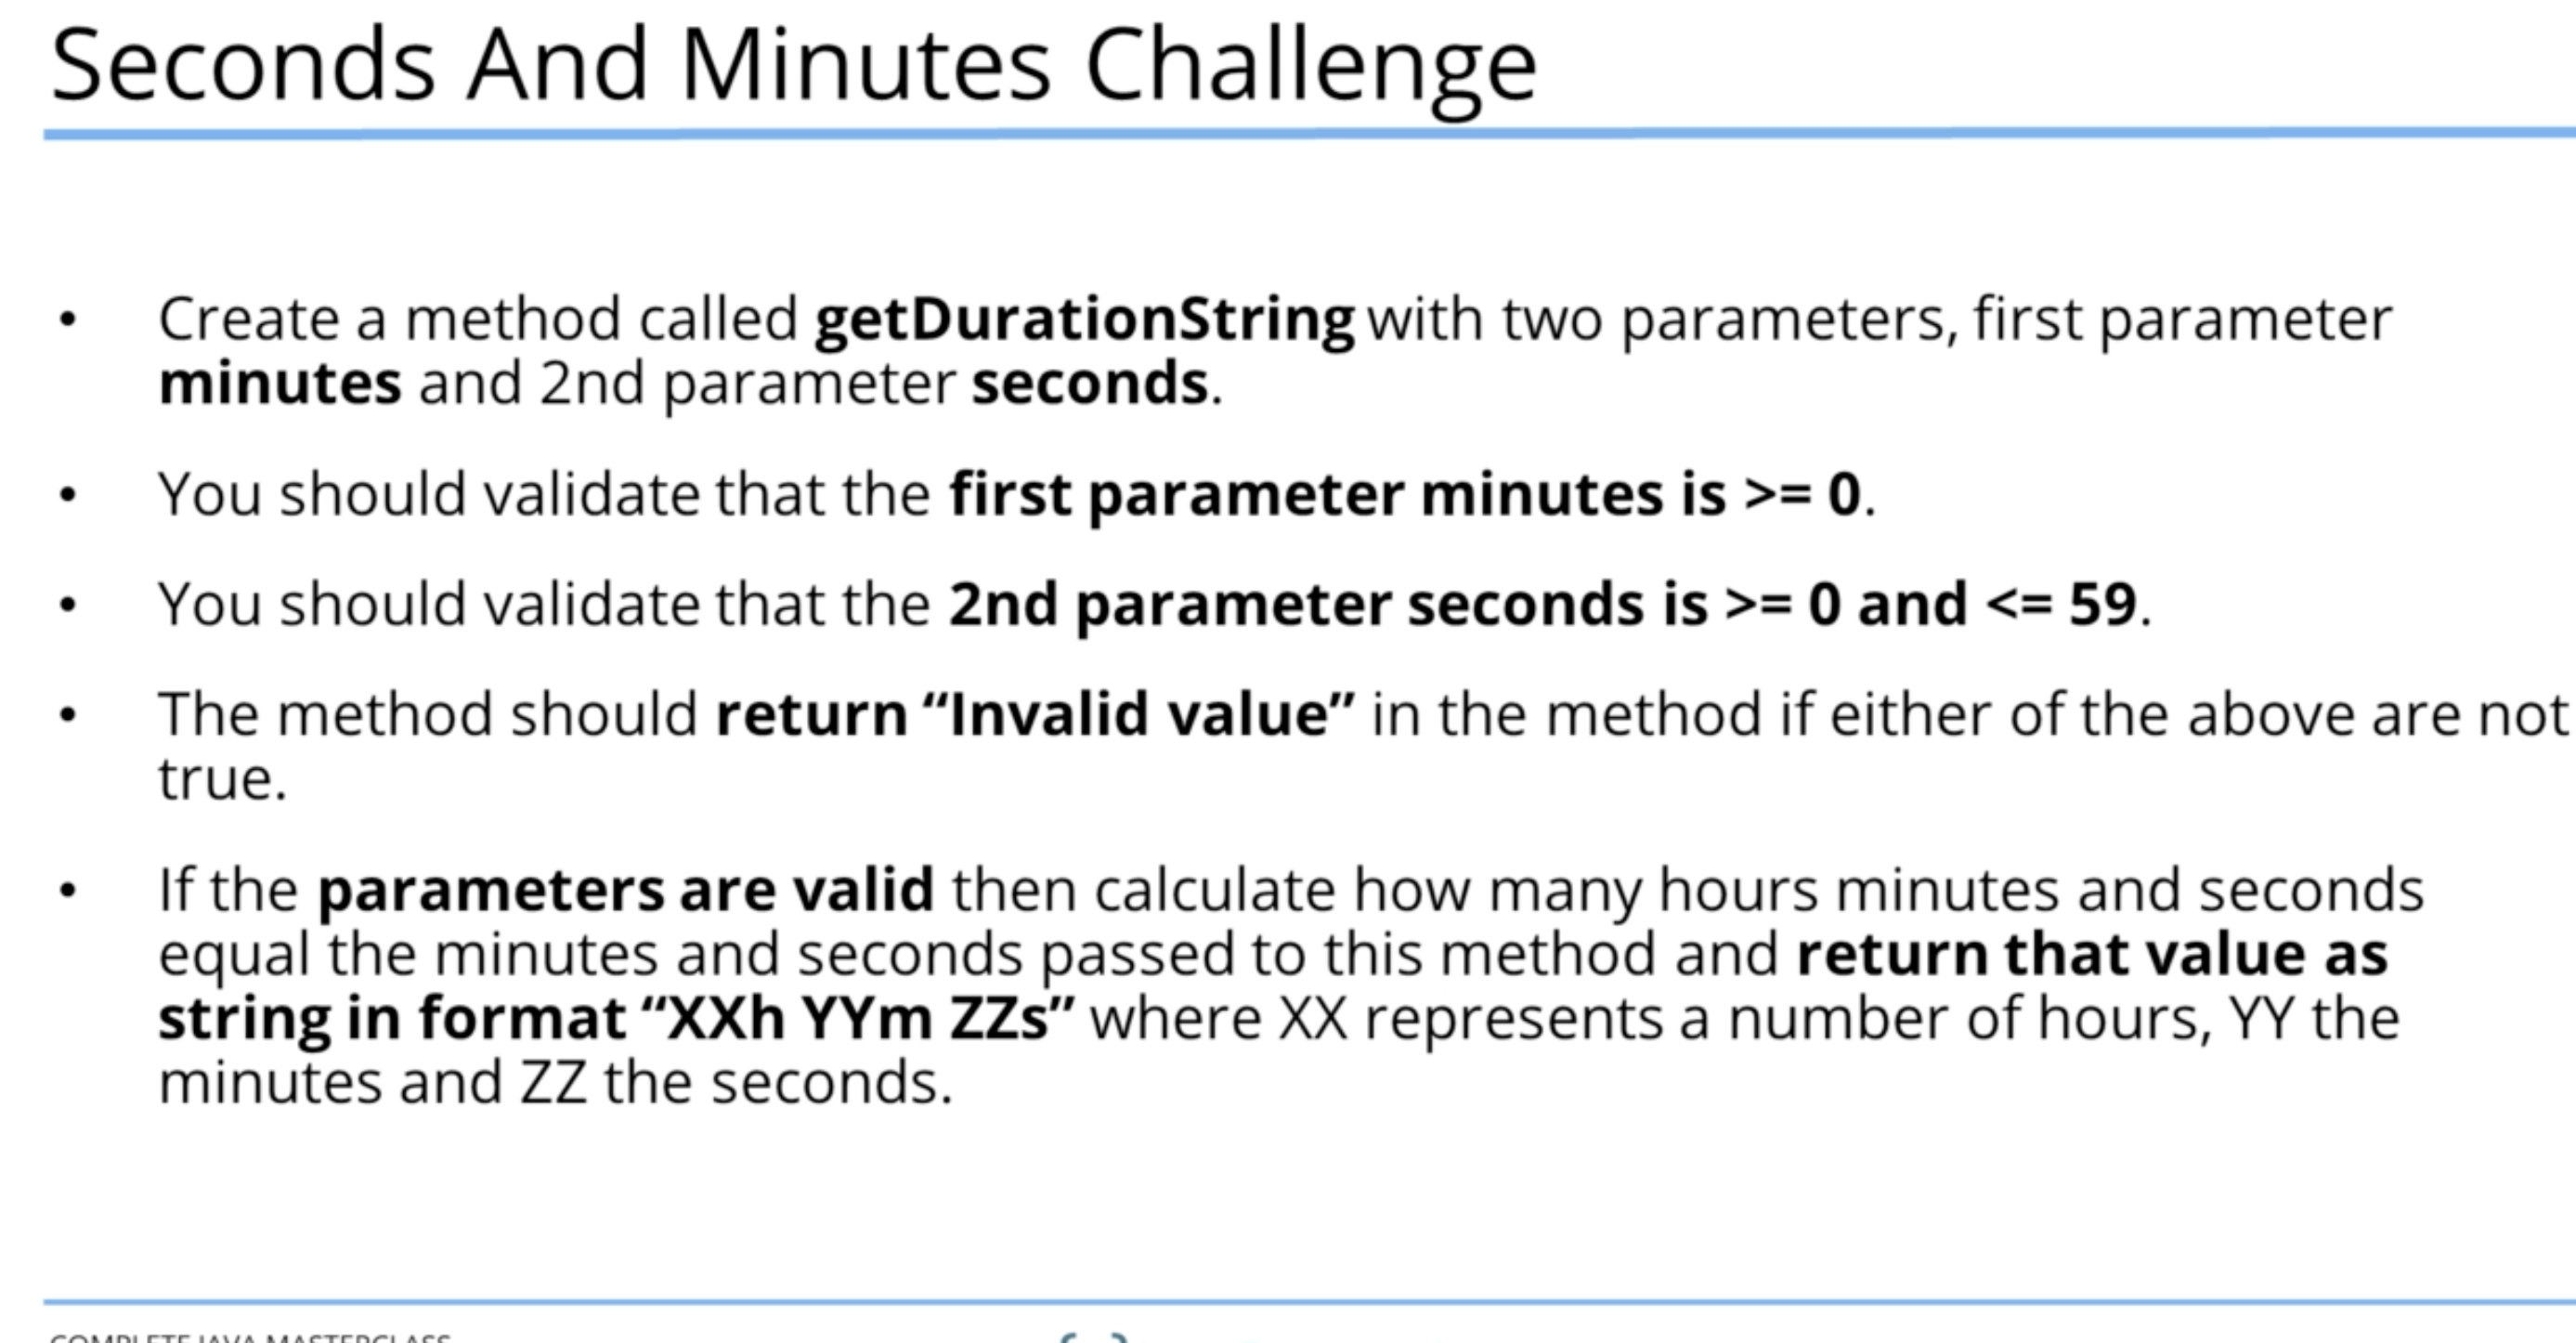 Seconds And Minutes Challenge
• Create a method called getDurationString with two parameters, first parameter
minutes and 2nd parameter seconds.
• You should validate that the first parameter minutes is >= 0.
• You should validate that the 2nd parameter seconds is >= 0 and <= 59.
• The method should return “Invalid value” in the method if either of the above are not
true.
• If the parameters are valid then calculate how many hours minutes and seconds
equal the minutes and seconds passed to this method and return that value as
string in format “XXh YYm ZZs” where XX represents a number of hours, YY the
minutes and ZZ the seconds.
COMPLETE JAVA MASTERCLASS